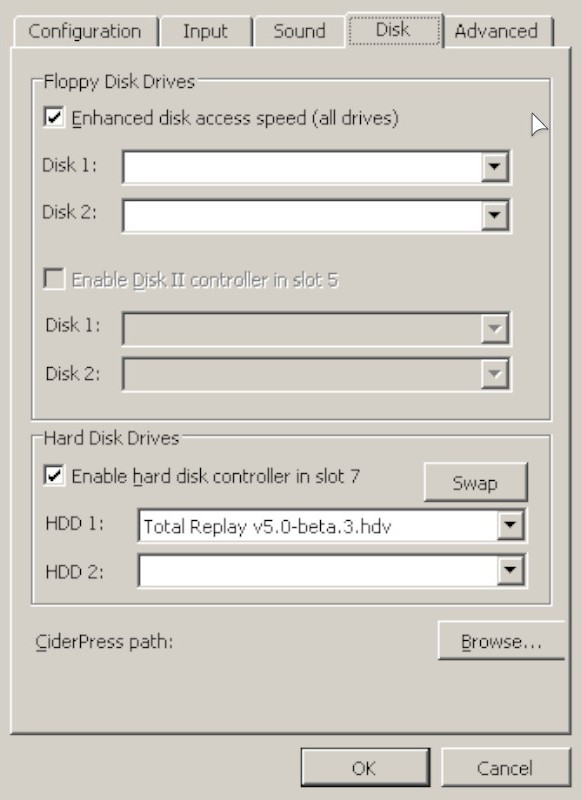 Configuration Input Sound Disk Advanced
Floppy Disk Drives
Enhanced disk access speed (all drives)
Disk 1:
Disk 2:
Enable Disk II controller in slot 5
Disk 1:
Disk 2:
Hard Disk Drives
Enable hard disk controller in slot 7
Swap
HDD 1: Total Replay v5.0-beta.3.hdv
HDD 2:
CiderPress path: Browse...
OK Cancel